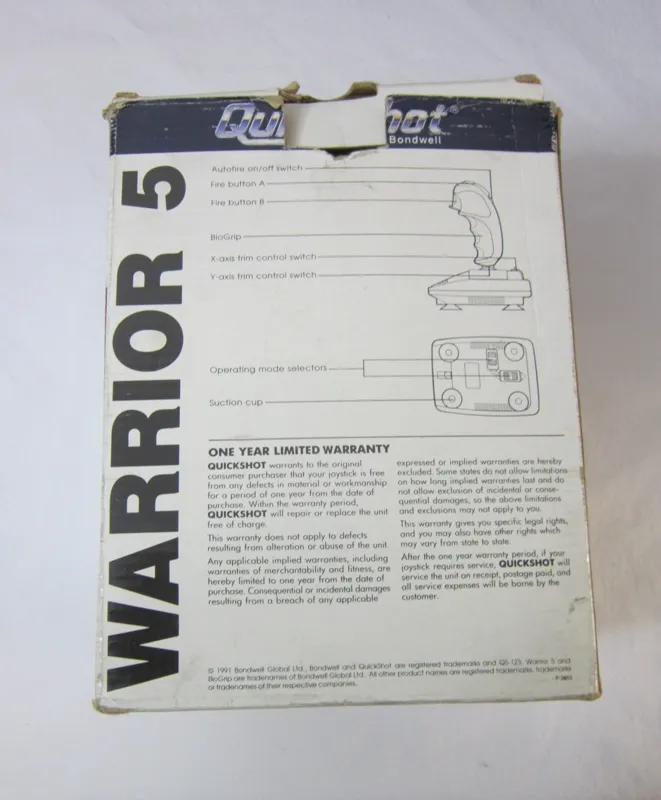 Qui hot®
Bondwell
WARRIOR 5
Autofire on/off switch
Fire button A
Fire button B
BioGrip
X-axis trim control switch
Y-axis trim control switch
Operating mode selectors
Suction cup
ONE YEAR LIMITED WARRANTY
QUICKSHOT warrants to the original
consumer purchaser that your joystick is free
from any defects in material or workmanship
for a period of one year from the date of
purchase. Within the warranty period,
QUICKSHOT will repair or replace the unit
free of charge.
This warranty does not apply to defects
resulting from alteration or abuse of the unit.
Any applicable implied warranties, including
warranties of merchantability and fitness, are
hereby limited to one year from the date of
purchase. Consequential or incidental damages
resulting from a breach of any applicable
expressed or implied warranties are hereby
excluded. Some states do not allow limitations
on how long implied warranties last and do
not allow exclusion of incidental or conse-
quential damages, so the above limitations
and exclusions may not apply to you.
This warranty gives you specific legal rights,
and you may also have other rights which
may vary from state to state.
After the one year warranty period, if your
joystick requires service, QUICKSHOT will
service the unit on receipt, postage paid, and
all service expenses will be borne by the
customer.
© 1991 Bondwell Global Ltd., Bondwell and QuickShot are registered trademarks and QS-123, Warrior 5 and
BioGrip are tradenames of Bondwell Global Ltd. All other product names are registered trademarks, trademarks
or tradenames of their respective companies.